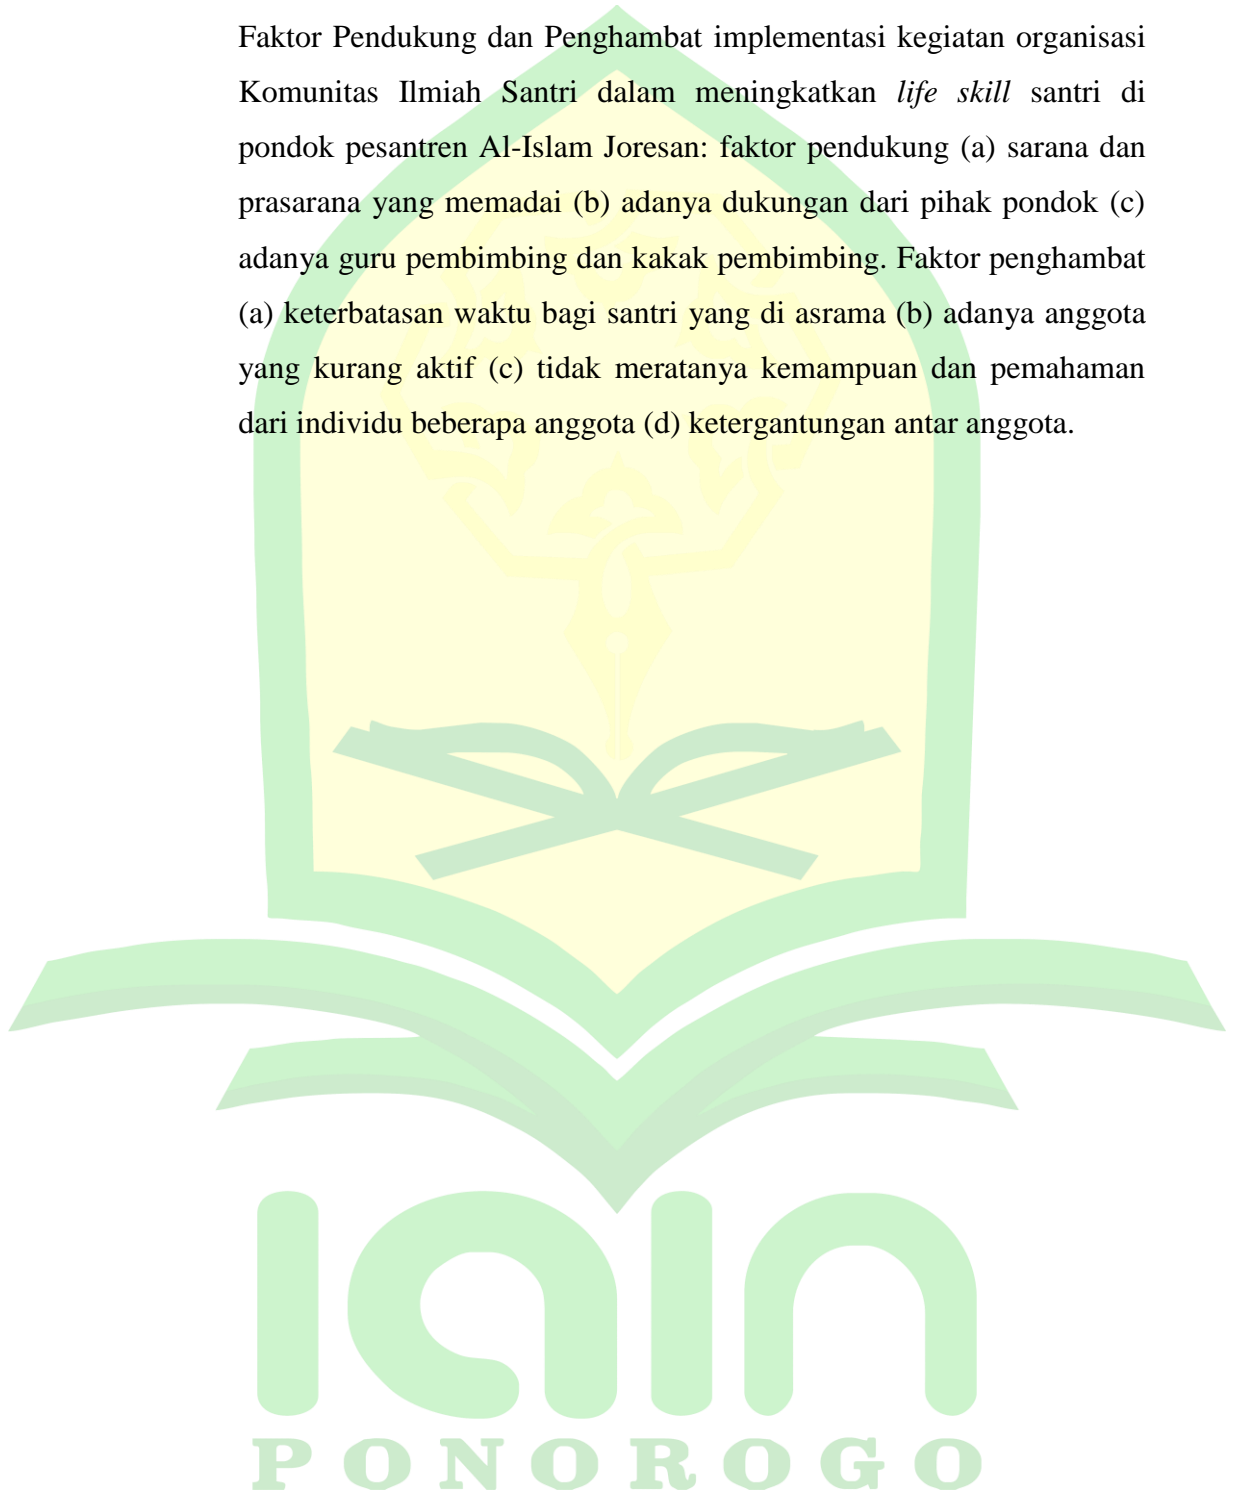 Faktor Pendukung dan Penghambat implementasi kegiatan organisasi
Komunitas Ilmiah Santri dalam meningkatkan life skill santri di
pondok pesantren Al-Islam Joresan: faktor pendukung (a) sarana dan
prasarana yang memadai (b) adanya dukungan dari pihak pondok (c)
adanya guru pembimbing dan kakak pembimbing. Faktor penghambat
(a) keterbatasan waktu bagi santri yang di asrama (b) adanya anggota
yang kurang aktif (c) tidak meratanya kemampuan dan pemahaman
dari individu beberapa anggota (d) ketergantungan antar anggota.
iain
PONOROGO